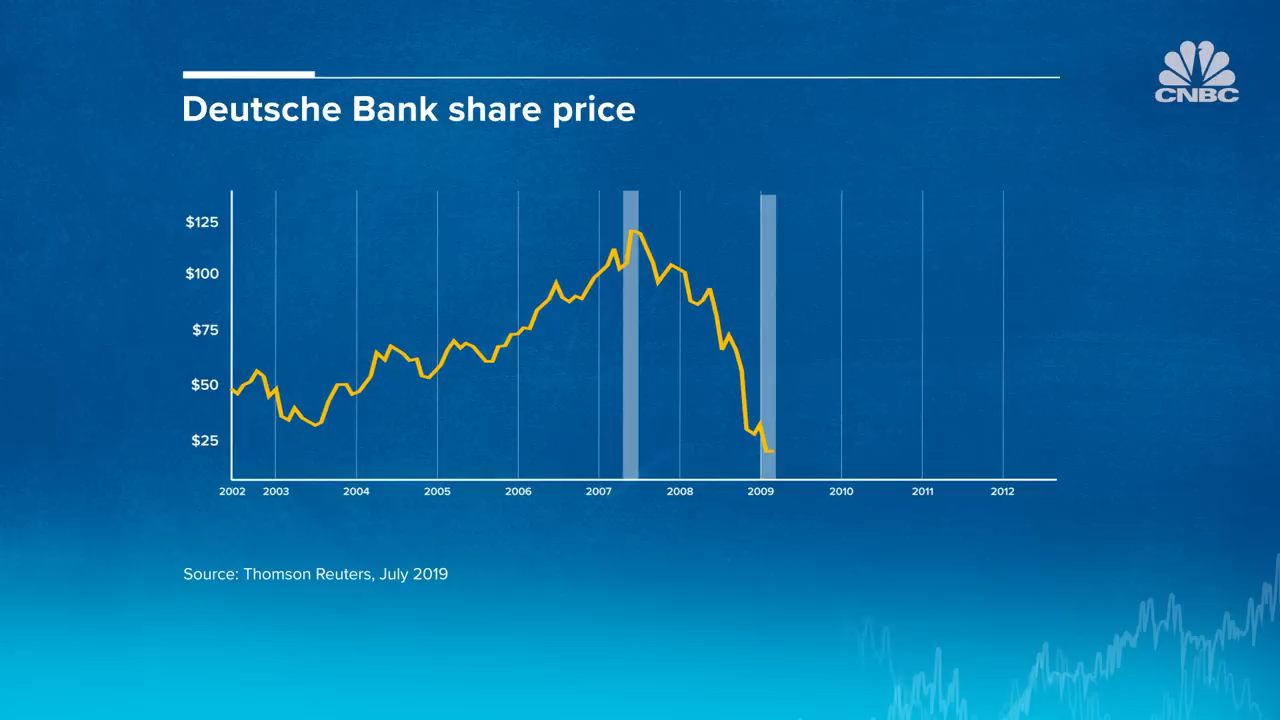 CNBC
Deutsche Bank share price
$125
$100
$75
$50
$25
2002 2003 2004 2005 2006 2007 2008 2009 2010 2011 2012
Source: Thomson Reuters, July 2019